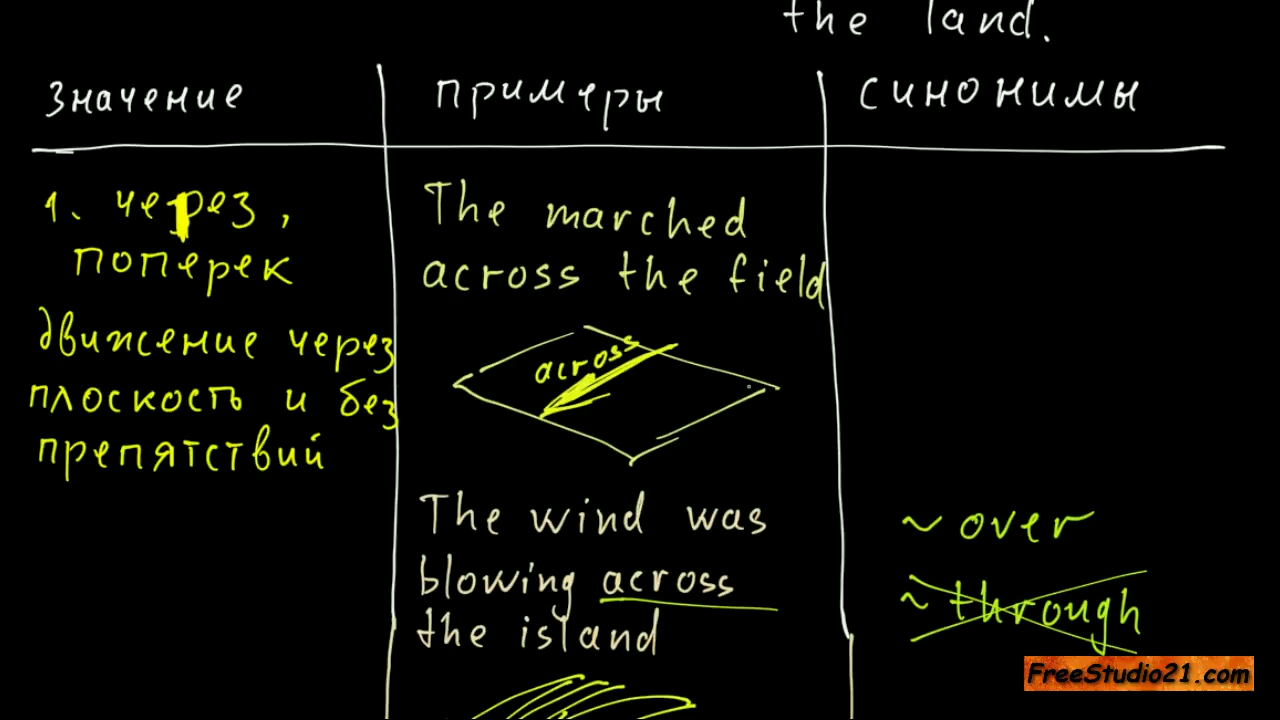 the land.
значение примеры синонимы
1. через,
поперек
движение через
плоскость и без
препятствий
The marched
across the field
across
The wind was
blowing across
the island
~ over
~ through
FreeStudio21.com